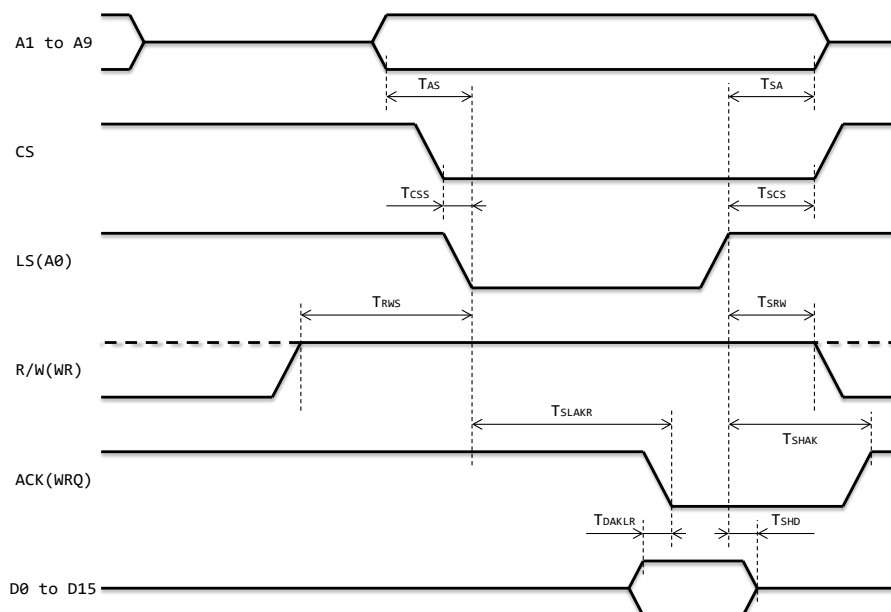 A1 to A9
TAS
TSA
CS
TCSS
TSCS
LS(A0)
TRWS
TSRW
R/W(WR)
TSLAKR
TSHAK
ACK(WRQ)
TDAKLR
TSHD
D0 to D15